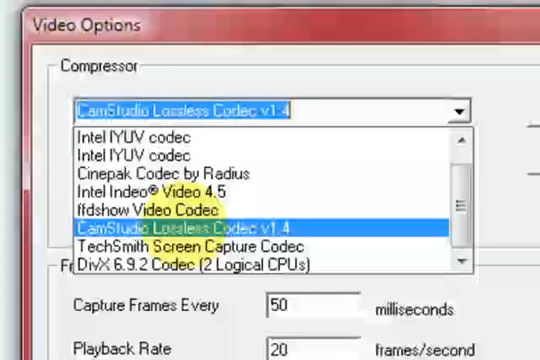 Video Options
Compressor
CamStudio Lossless Codec v1.4
Intel IYUV codec
Intel IYUV codec
Cinepak Codec by Radius
Intel Indeo® Video 4.5
ffdshow Video Codec
CamStudio Lossless Codec v1.4
TechSmith Screen Capture Codec
DivX 6.9.2 Codec (2 Logical CPUs)
Capture Frames Every 50 milliseconds
Playback Rate 20 frames/second